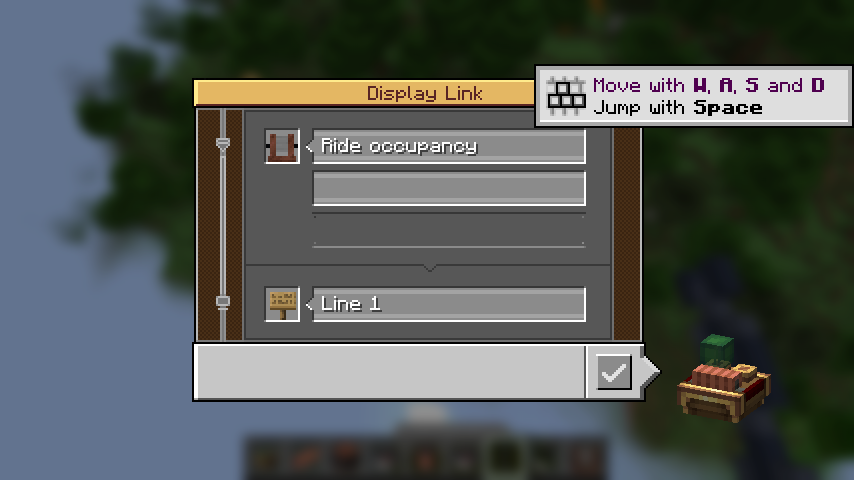 Display Link
Move with W, A, S and D
Jump with Space
Ride occupancy
Line 1